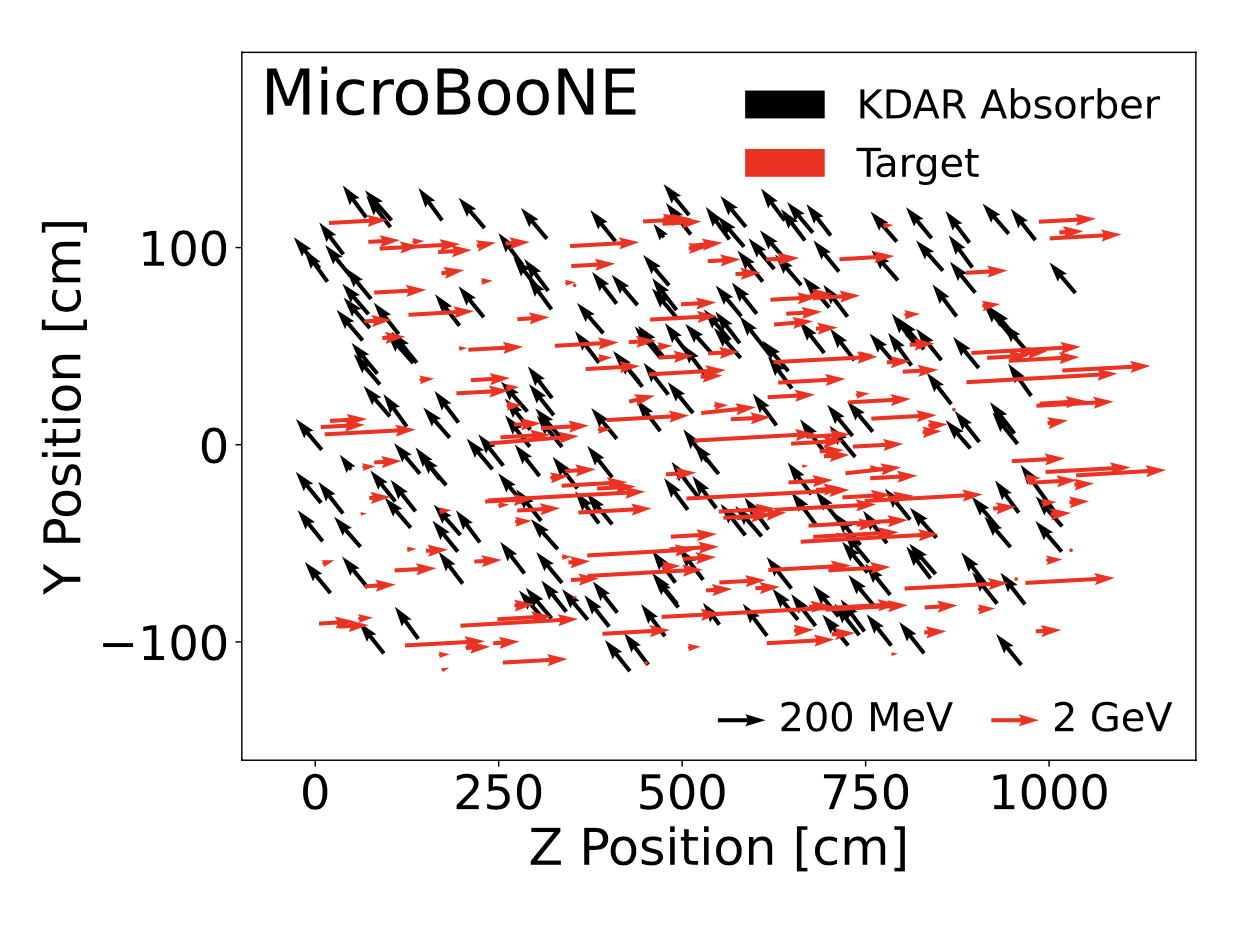 MicroBooNE
KDAR Absorber
Target
Y Position [cm]
100
0
−100
200 MeV
2 GeV
0 250 500 750 1000
Z Position [cm]